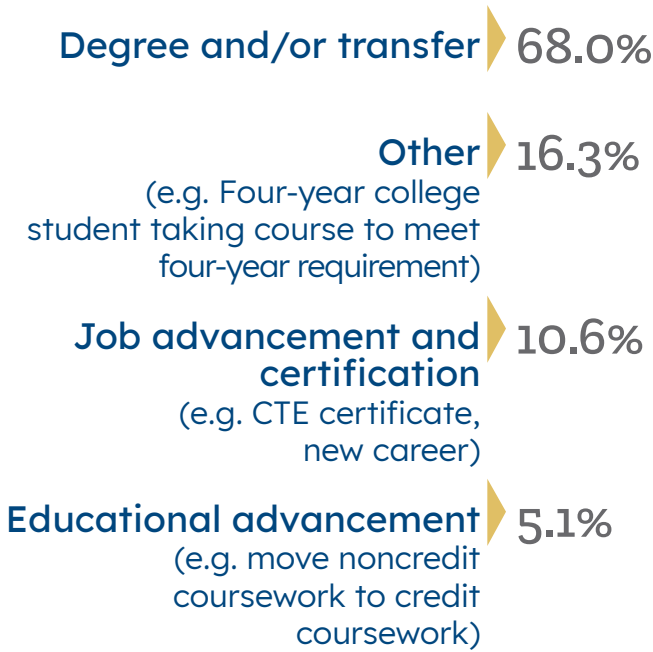 Degree and/or transfer 68.0%
Other 16.3%
(e.g. Four-year college
student taking course to meet
four-year requirement)
Job advancement and 10.6%
certification
(e.g. CTE certificate,
new career)
Educational advancement 5.1%
(e.g. move noncredit
coursework to credit
coursework)